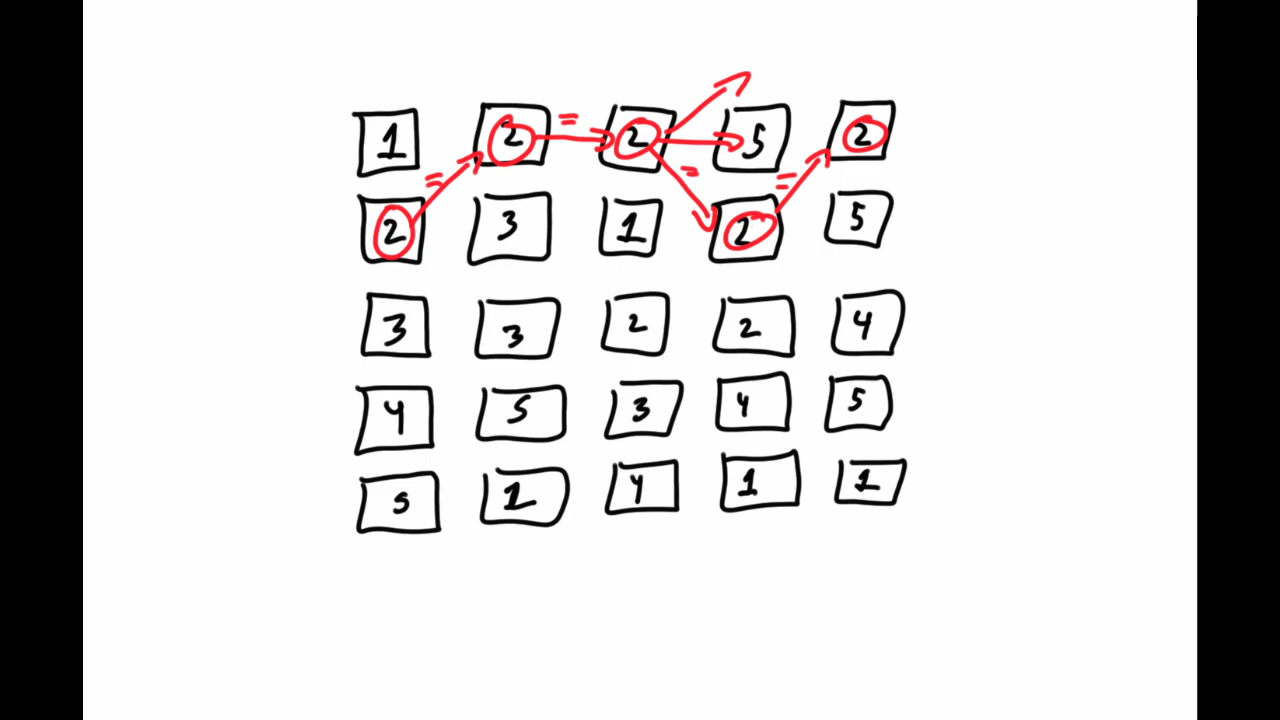 1 2 = 2 5 2
= = =
2 3 1 2 5
3 3 2 2 4
4 5 3 4 5
5 1 4 1 1